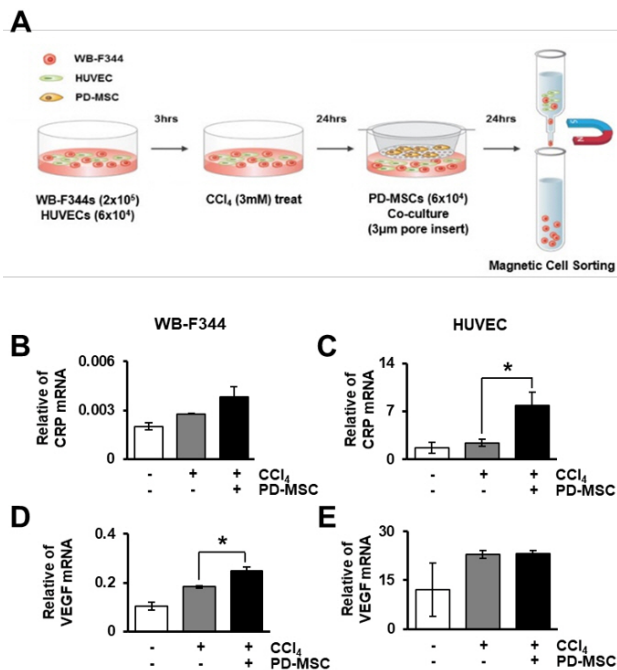 A
WB-F344
HUVEC
PD-MSC
3hrs
24hrs
24hrs
WB-F344s (2x10⁵)
HUVECs (6x10⁴)
CCl₄ (3mM) treat
PD-MSCs (6x10⁴)
Co-culture
(3µm pore insert)
Magnetic Cell Sorting
WB-F344
HUVEC
B
Relative of
CRP mRNA
0.006
0.003
0
- + + CCl₄
- - + PD-MSC
C
Relative of
CRP mRNA
14
7
0
*
- + + CCl₄
- - + PD-MSC
D
Relative of
VEGF mRNA
0.4
0.2
0
*
- + + CCl₄
- - + PD-MSC
E
Relative of
VEGF mRNA
30
15
0
- + + CCl₄
- - + PD-MSC